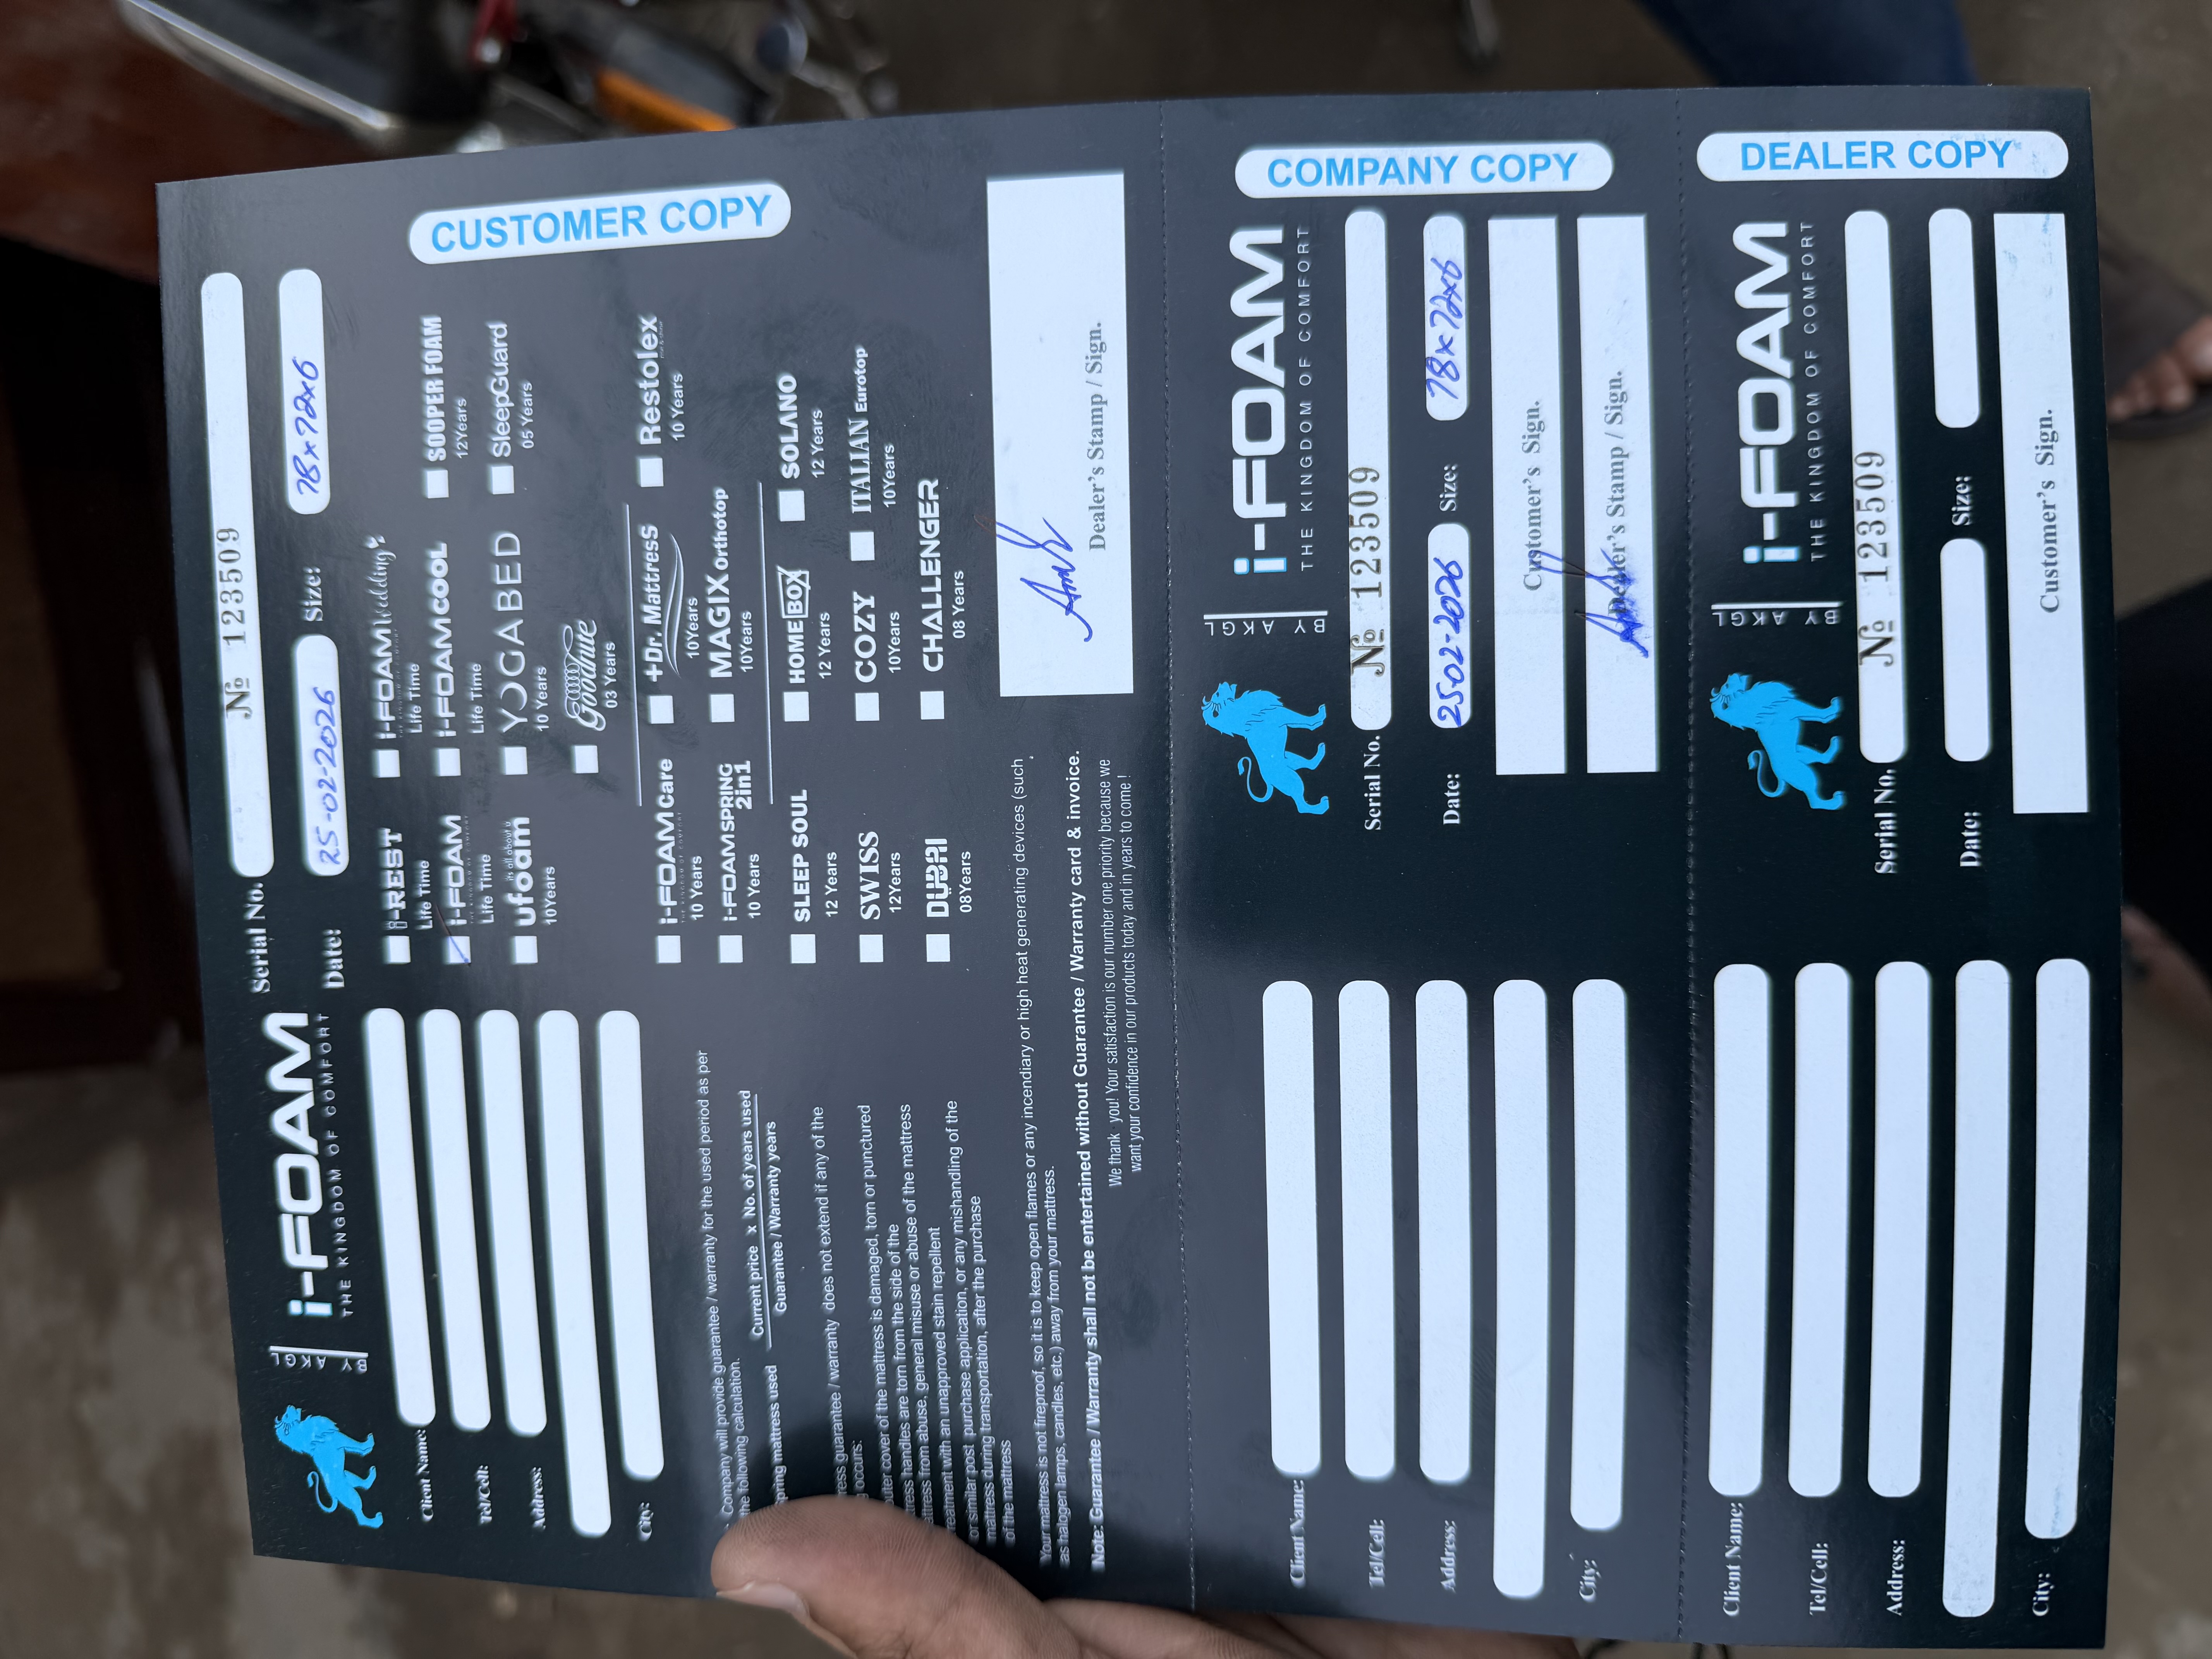 BY AKGL
i-FOAM
THE KINGDOM OF COMFORT
Serial No.
№ 123509
Date:
25-02-2026
Size:
78x72x6
CUSTOMER COPY
Client Name:
Tel/Cell:
Address:
City:
i-REST
Life Time
i-FOAM Wedding
Life Time
SOOPER FOAM
12Years
i-FOAM
Life Time
i-FOAMCOOL
Life Time
SleepGuard
05 Years
it's all about u
ufoam
10Years
YOGA BED
10 Years
Goodnite
03 Years
i-FOAM Care
10 Years
+Dr. Mattress
10Years
Restolex
10 Years
i-FOAMSPRING
2in1
10 Years
MAGIX Orthotop
10Years
SLEEP SOUL
12 Years
HOMEBOX
12 Years
SOLANO
12 Years
SWISS
12Years
COZY
10Years
ITALIAN Eurotop
10Years
DUBAI
08Years
CHALLENGER
08 Years
Company will provide guarantee / warranty for the used period as per
the following calculation.
mattress used
Current price x No. of years used
Guarantee / Warranty years
guarantee / warranty does not extend if any of the
occurs:
cover of the mattress is damaged, torn or punctured
handles are torn from the side of the
from abuse, general misuse or abuse of the mattress
with an unapproved stain repellent
or similar post purchase application, or any mishandling of the
mattress during transportation, after the purchase
of the mattress
Your mattress is not fireproof, so it is to keep open flames or any incendiary or high heat generating devices (such
as halogen lamps, candles, etc.) away from your mattress.
Note: Guarantee / Warranty shall not be entertained without Guarantee / Warranty card & invoice.
We thank you! Your satisfaction is our number one priority because we
want your confidence in our products today and in years to come !
Dealer's Stamp / Sign.
BY AKGL
i-FOAM
THE KINGDOM OF COMFORT
COMPANY COPY
Client Name:
Tel/Cell:
Address:
City:
Serial No.
№ 123509
Date:
25-02-2026
Size:
78x72x6
Customer's Sign.
Dealer's Stamp / Sign.
BY AKGL
i-FOAM
THE KINGDOM OF COMFORT
DEALER COPY
Client Name:
Tel/Cell:
Address:
City:
Serial No.
№ 123509
Date:
Size:
Customer's Sign.